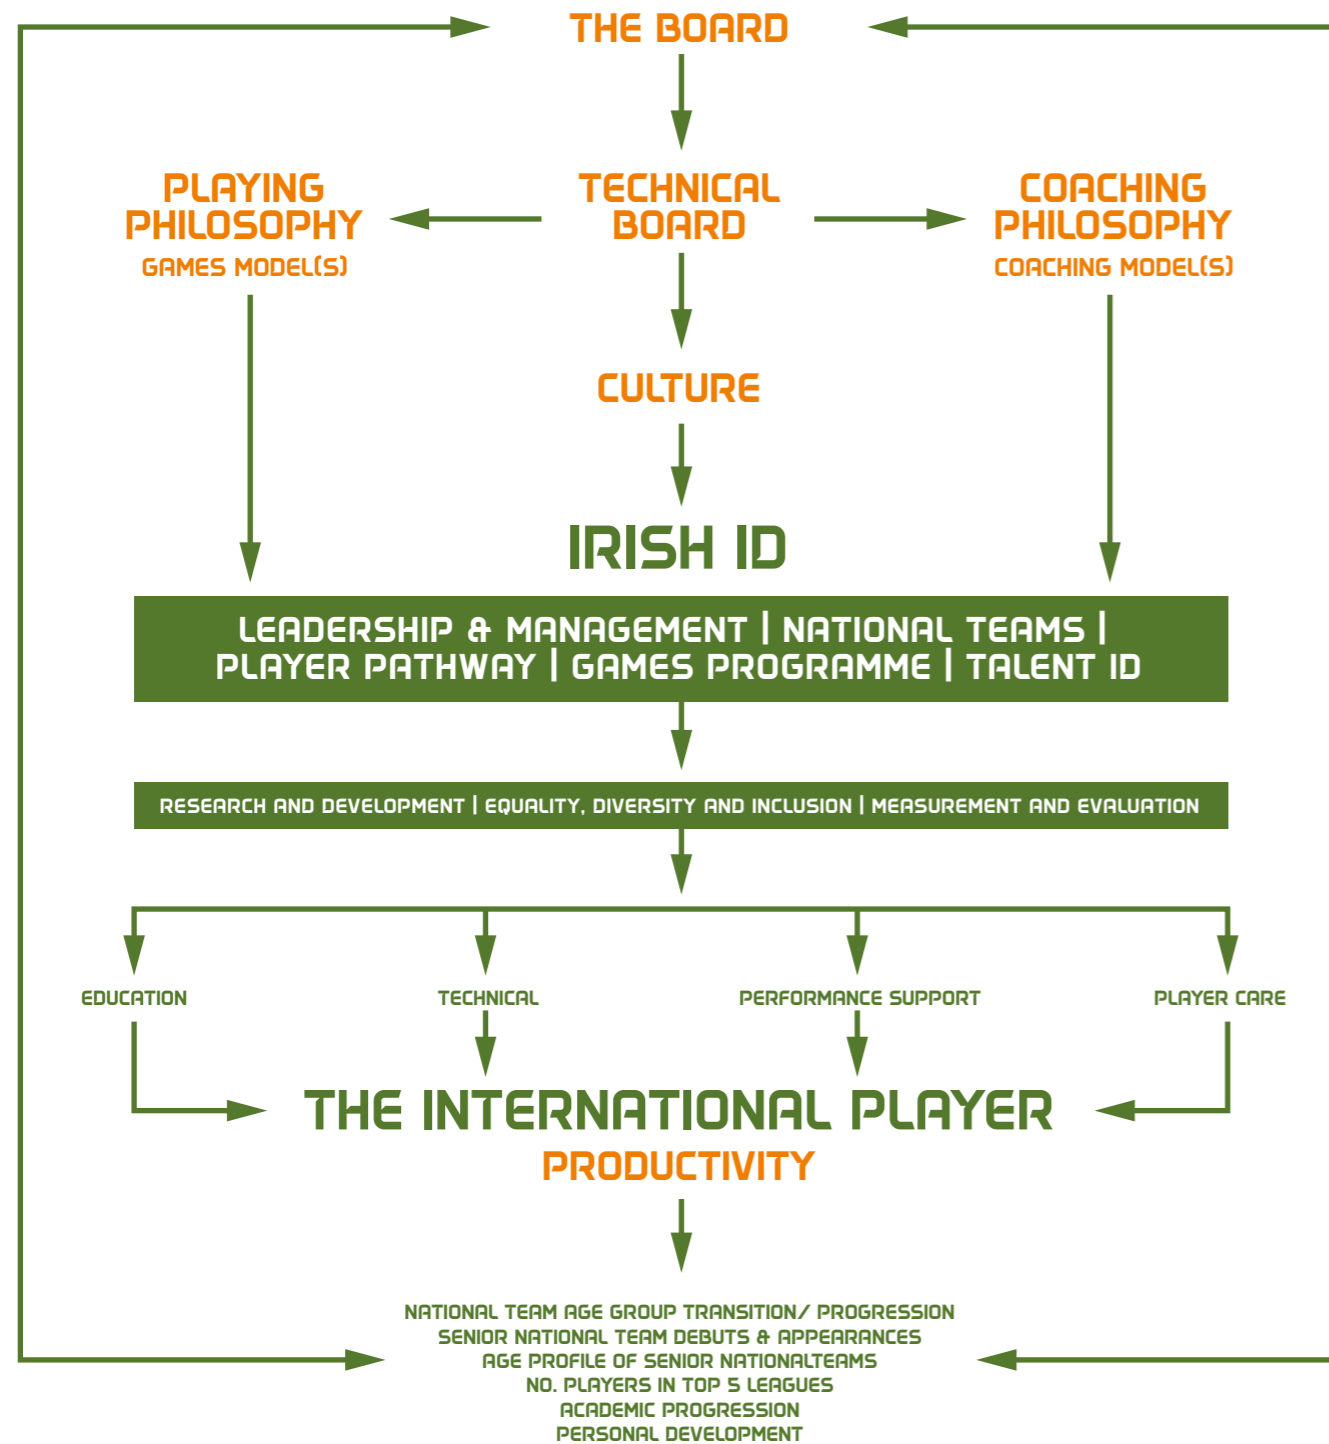 THE BOARD
PLAYING
PHILOSOPHY
GAMES MODEL(S)
TECHNICAL
BOARD
COACHING
PHILOSOPHY
COACHING MODEL(S)
CULTURE
IRISH ID
LEADERSHIP & MANAGEMENT | NATIONAL TEAMS |
PLAYER PATHWAY | GAMES PROGRAMME | TALENT ID
RESEARCH AND DEVELOPMENT | EQUALITY, DIVERSITY AND INCLUSION | MEASUREMENT AND EVALUATION
EDUCATION
TECHNICAL
PERFORMANCE SUPPORT
PLAYER CARE
THE INTERNATIONAL PLAYER
PRODUCTIVITY
NATIONAL TEAM AGE GROUP TRANSITION/ PROGRESSION
SENIOR NATIONAL TEAM DEBUTS & APPEARANCES
AGE PROFILE OF SENIOR NATIONALTEAMS
NO. PLAYERS IN TOP 5 LEAGUES
ACADEMIC PROGRESSION
PERSONAL DEVELOPMENT